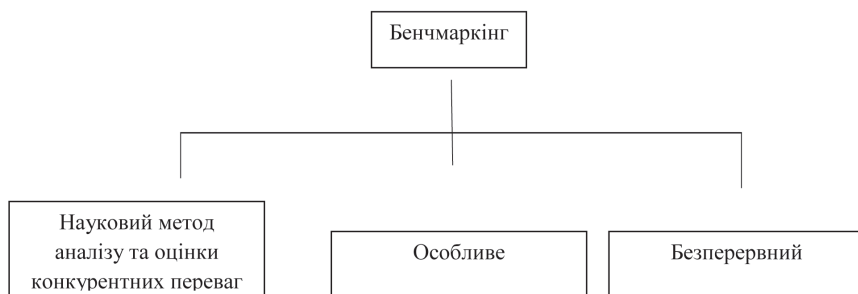 Бенчмаркінг
Науковий метод
аналізу та оцінки
конкурентних переваг
Особливе
Безперервний